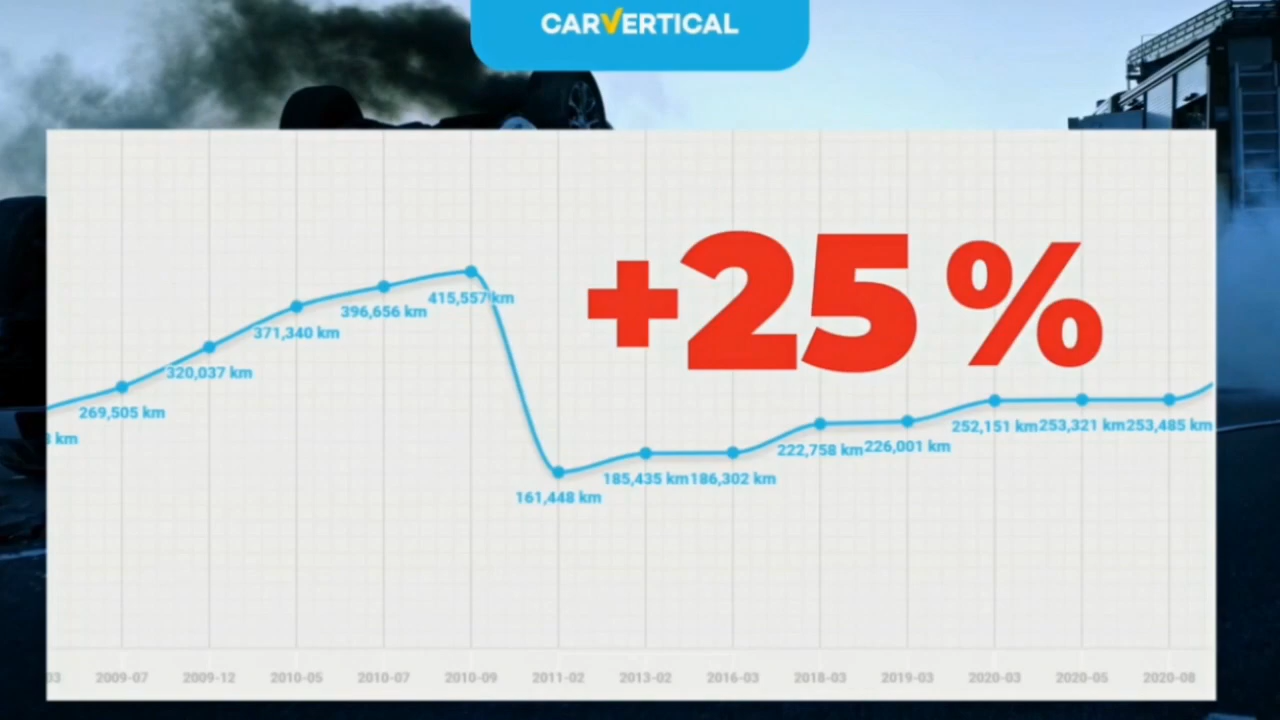 CARVERTICAL
+25%
415,557 km
396,656 km
371,340 km
320,037 km
269,505 km
km
252,151 km 253,321 km 253,485 km
222,758 km 226,001 km
185,435 km 186,302 km
161,448 km
03 2009-07 2009-12 2010-05 2010-07 2010-09 2011-02 2013-02 2016-03 2018-03 2019-03 2020-03 2020-05 2020-08